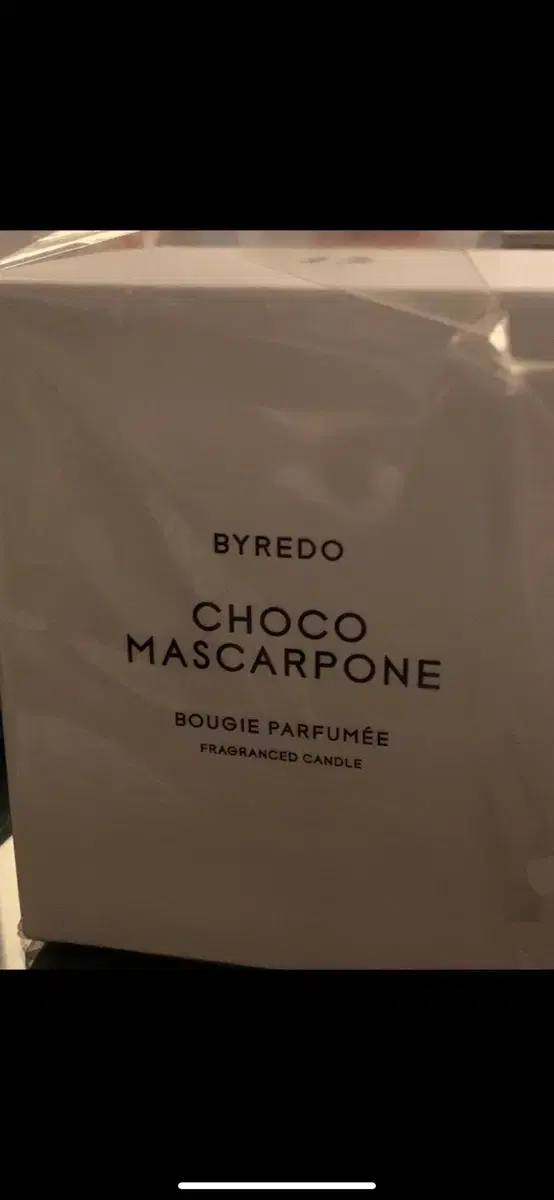 BYREDO
CHOCO
MASCARPONE
BOUGIE PARFUMÉE
FRAGRANCED CANDLE